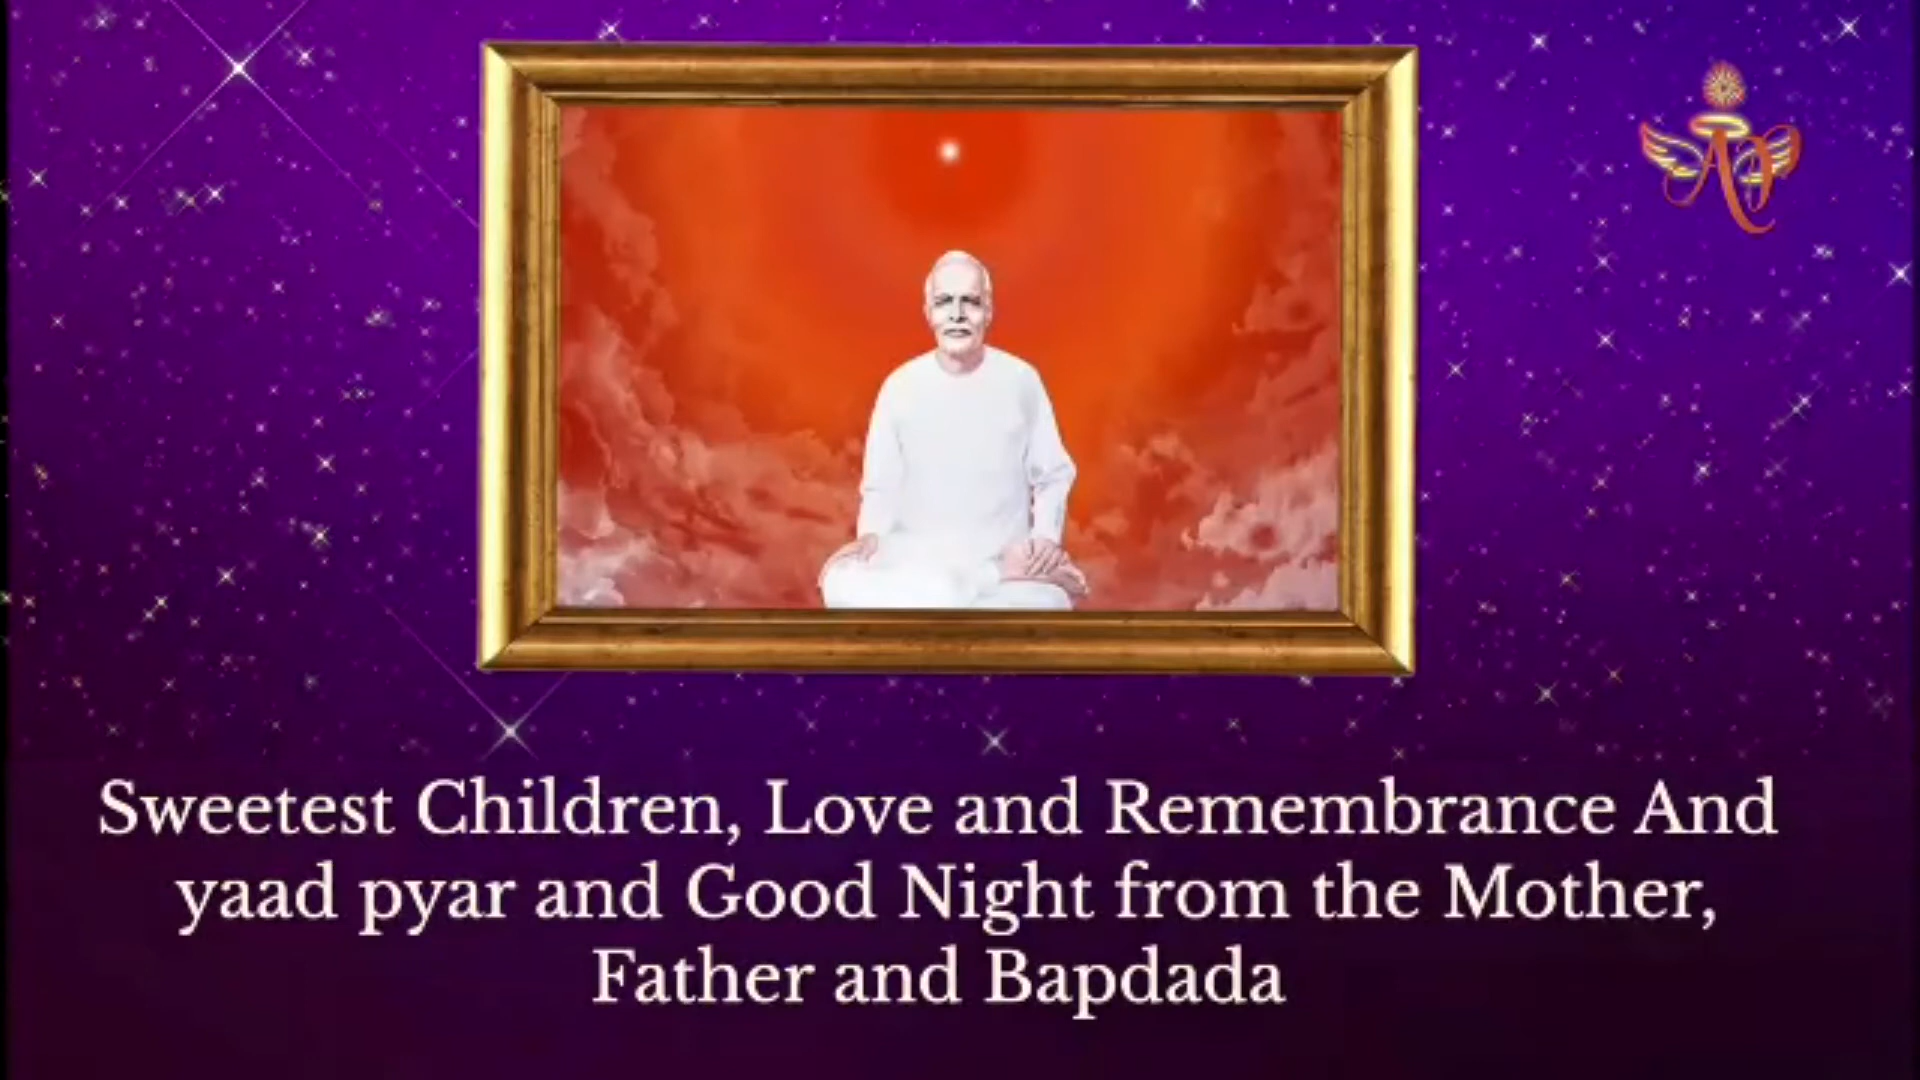 Sweetest Children, Love and Remembrance And
yaad pyar and Good Night from the Mother,
Father and Bapdada